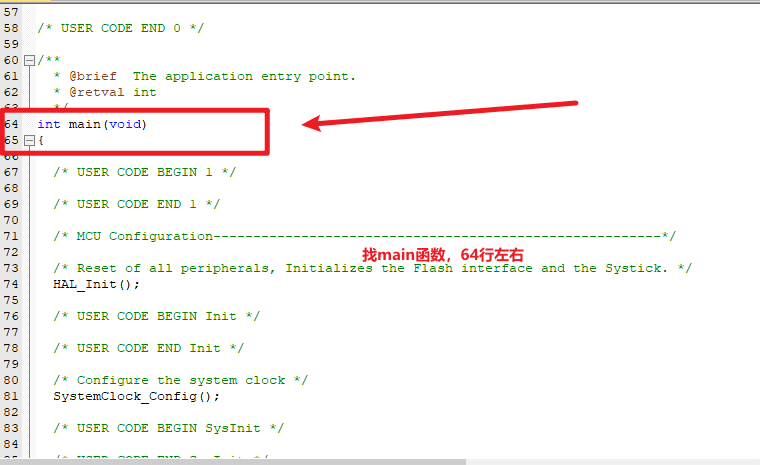 57
58 /* USER CODE END 0 */
59
60 /**
61 * @brief The application entry point.
62 * @retval int
63 */
64 int main(void)
65 {
66
67 /* USER CODE BEGIN 1 */
68
69 /* USER CODE END 1 */
70
71 /* MCU Configuration--------------------------------------------------------*/
72
找main函数，64行左右
73 /* Reset of all peripherals, Initializes the Flash interface and the Systick. */
74 HAL_Init();
75
76 /* USER CODE BEGIN Init */
77
78 /* USER CODE END Init */
79
80 /* Configure the system clock */
81 SystemClock_Config();
82
83 /* USER CODE BEGIN SysInit */
84